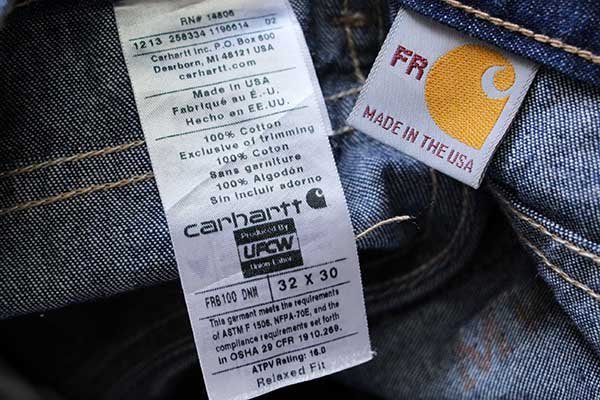 RN# 14806
1213 258334 1196614 02
Carhartt Inc. P.O. Box 600
Dearborn, MI 48121 USA
carhartt.com
Made in USA
Fabriqué au É.-U.
Hecho en EE.UU.
100% Cotton
Exclusive of trimming
100% Coton
Sans garniture
100% Algodón
Sin incluir adorno
carhartt
Produced By
UFCW
Union Labor
FRB100 DNM 32 X 30
This garment meets the requirements
of ASTM F 1506, NFPA-70E, and the
compliance requirements set forth
in OSHA 29 CFR 1910.269.
ATPV Rating: 16.0
Relaxed Fit
FR
MADE IN THE USA